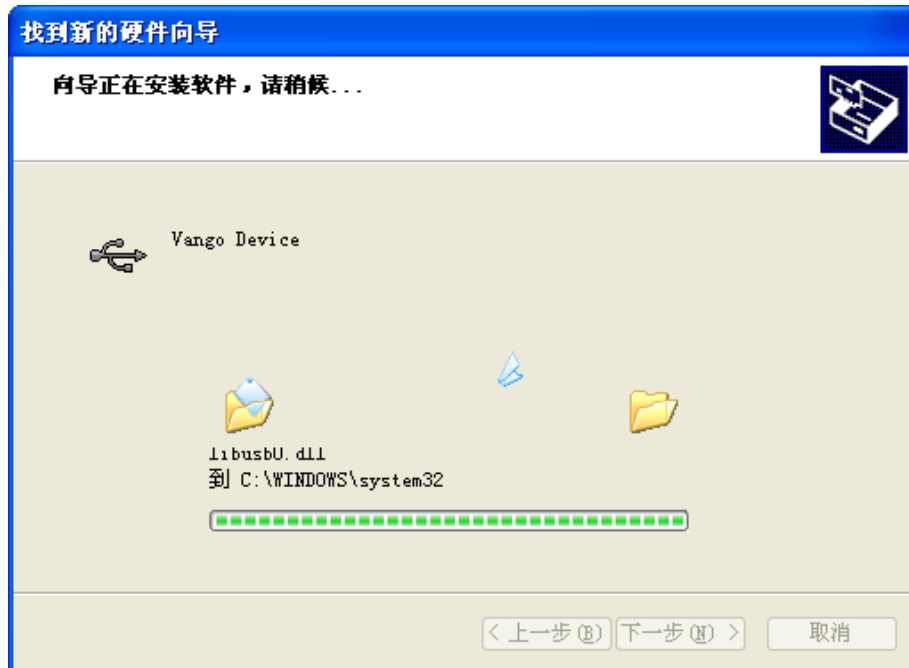 找到新的硬件向导
向导正在安装软件，请稍候...
Vango Device
libusb0.dll
到 C:\WINDOWS\system32
< 上一步(B)
下一步(N) >
取消